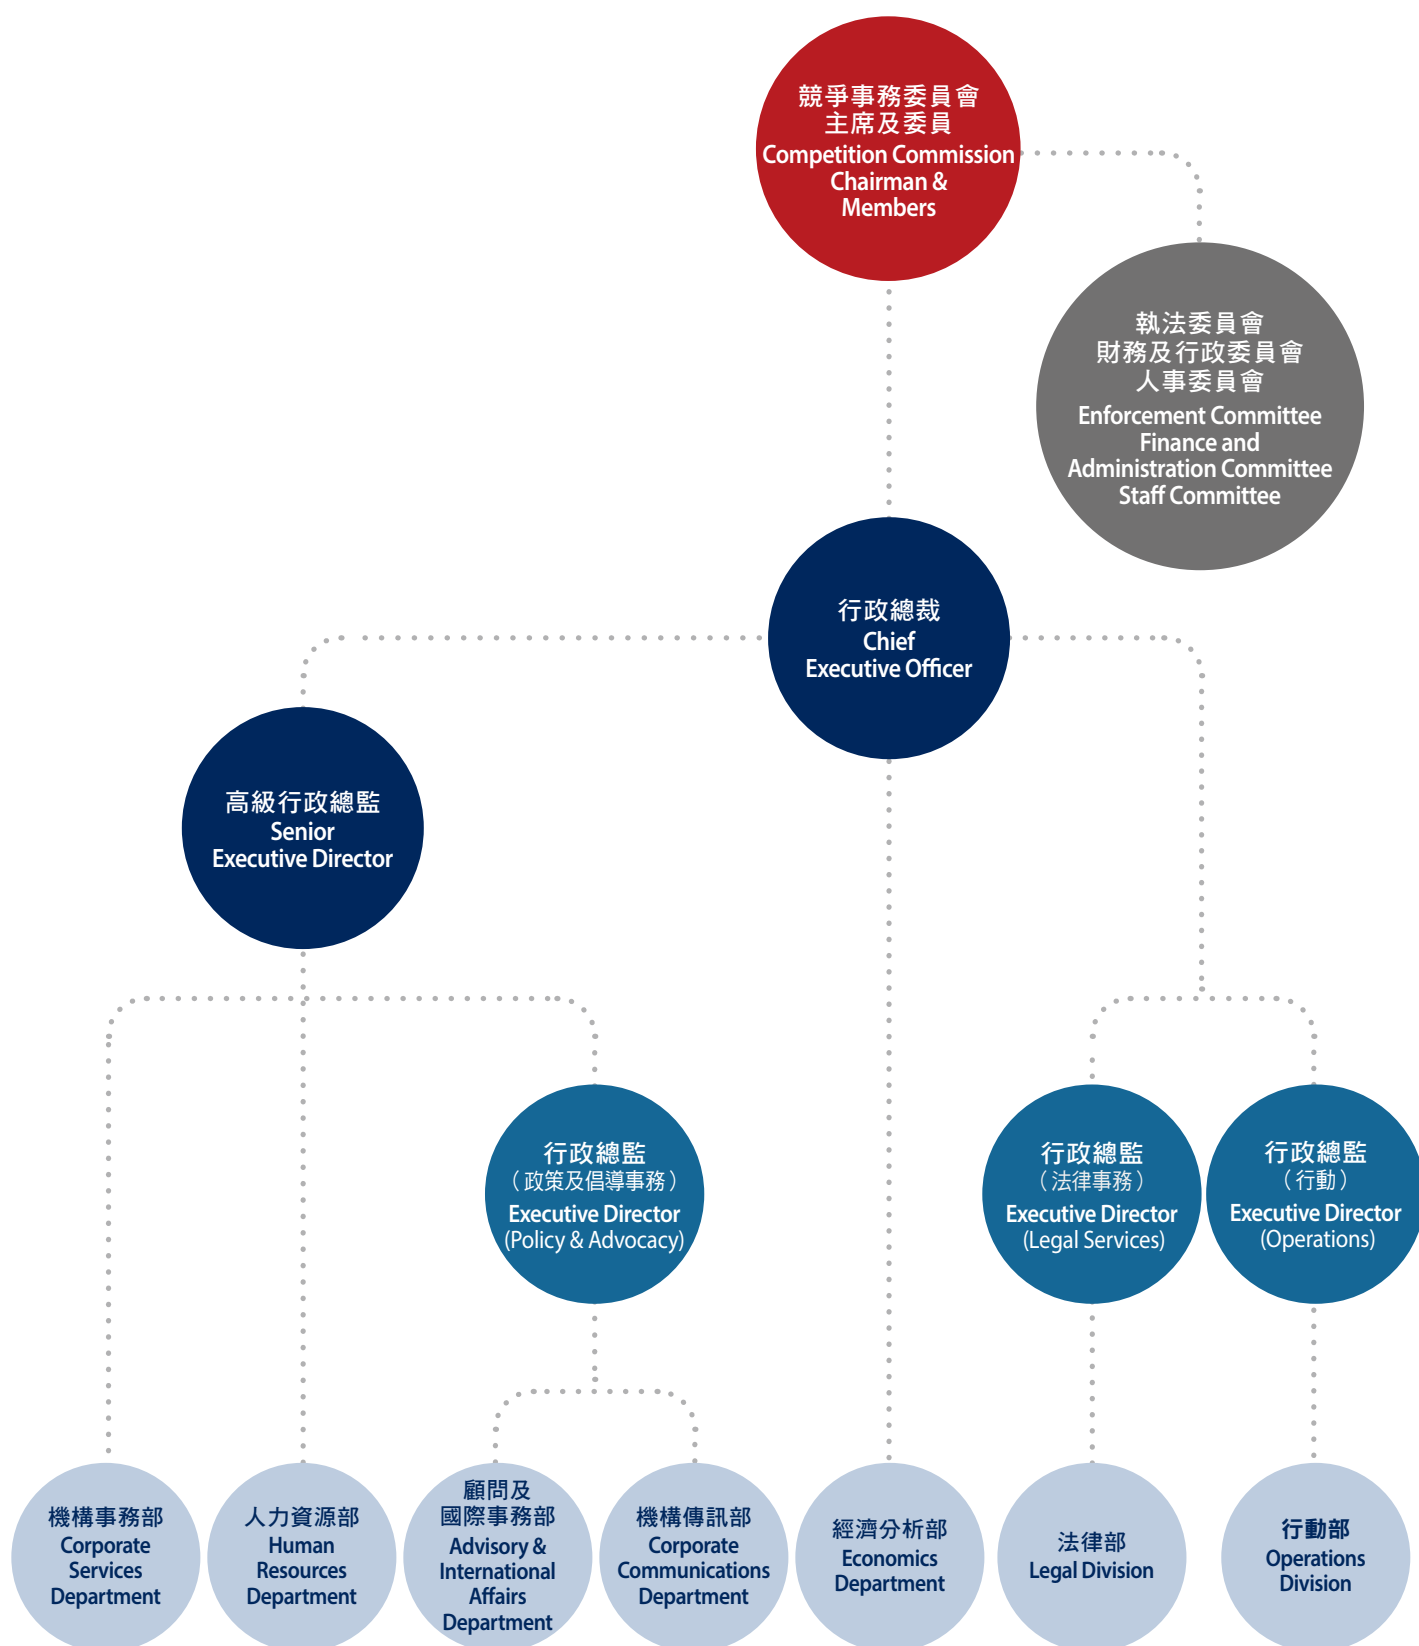 競爭事務委員會
主席及委員
Competition Commission
Chairman &
Members
執法委員會
財務及行政委員會
人事委員會
Enforcement Committee
Finance and
Administration Committee
Staff Committee
行政總裁
Chief
Executive Officer
高級行政總監
Senior
Executive Director
行政總監
（政策及倡導事務）
Executive Director
(Policy & Advocacy)
行政總監
（法律事務）
Executive Director
(Legal Services)
行政總監
（行動）
Executive Director
(Operations)
機構事務部
Corporate
Services
Department
人力資源部
Human
Resources
Department
顧問及
國際事務部
Advisory &
International
Affairs
Department
機構傳訊部
Corporate
Communications
Department
經濟分析部
Economics
Department
法律部
Legal Division
行動部
Operations
Division